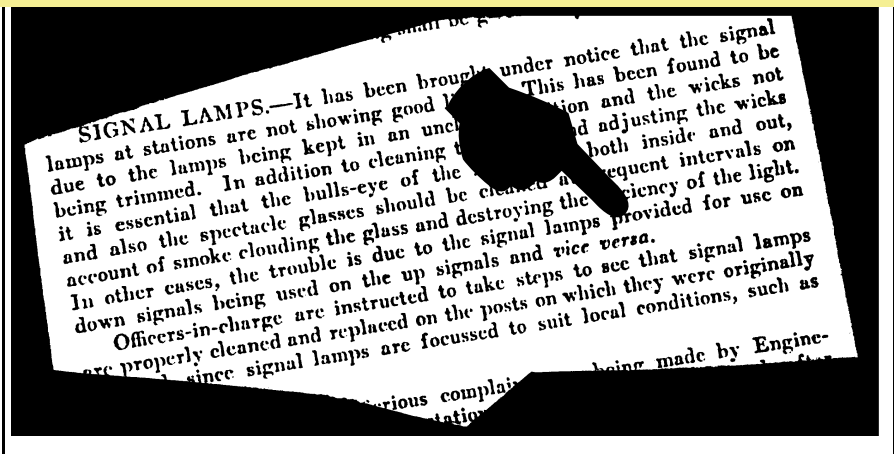 shall be
SIGNAL LAMPS.—It has been brought under notice that the signal
lamps at stations are not showing good This has been found to be
due to the lamps being kept in an and the wicks not
being trimmed. In addition to cleaning adjusting the wicks
it is essential that the bulls-eye of the both inside and out,
and also the spectacle glasses should be cleaned intervals on
account of smoke clouding the glass and destroying the of the light.
In other cases, the trouble is due to the signal lamps provided for use on
down signals being used on the up signals and vice versa.
Officers-in-charge are instructed to take steps to see that signal lamps
are properly cleaned and replaced on the posts on which they were originally
since signal lamps are focussed to suit local conditions, such as
being made by Engine-